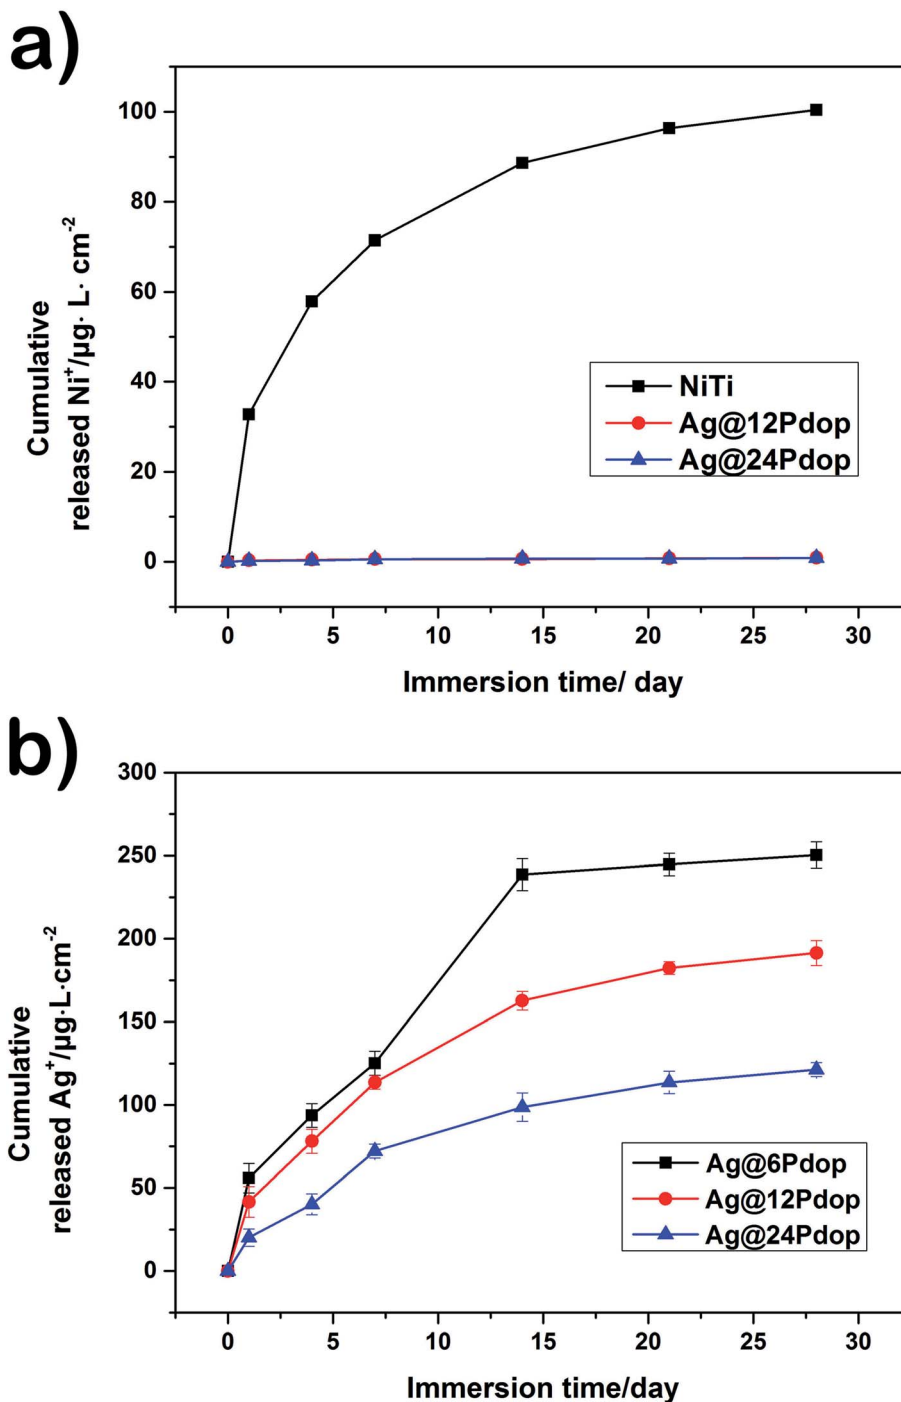 a)
100
80
60
40
20
0
Cumulative
released Ni⁺/µg· L· cm⁻²
NiTi
Ag@12Pdop
Ag@24Pdop
0 5 10 15 20 25 30
Immersion time/ day
b)
300
250
200
150
100
50
0
Cumulative
released Ag⁺/µg·L·cm⁻²
Ag@6Pdop
Ag@12Pdop
Ag@24Pdop
0 5 10 15 20 25 30
Immersion time/day